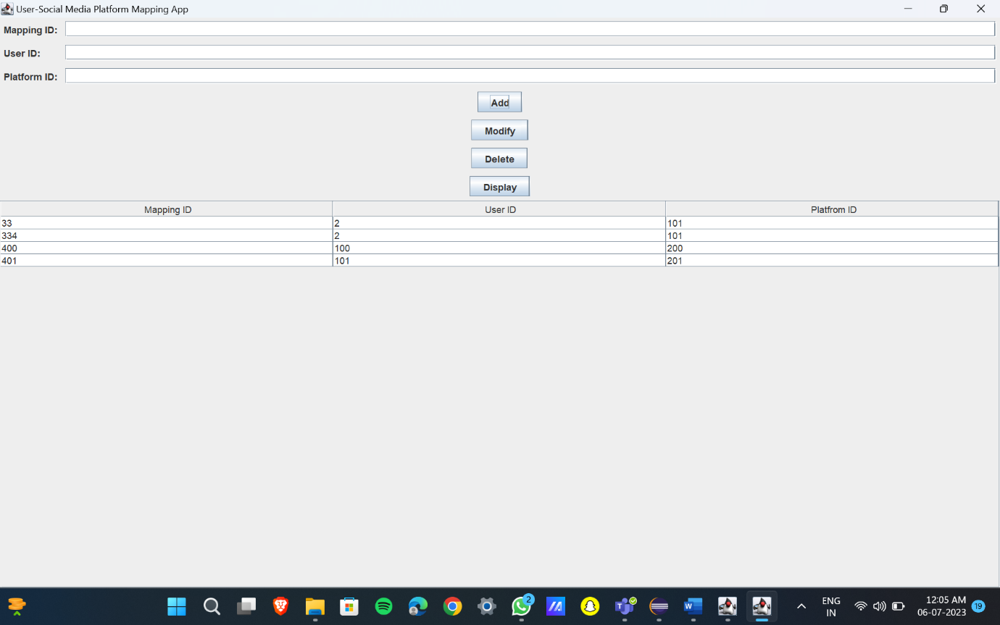 User-Social Media Platform Mapping App
Mapping ID:
User ID:
Platform ID:
Add
Modify
Delete
Display
Mapping ID User ID Platfrom ID
33 2 101
334 2 101
400 100 200
401 101 201
2
W
ENG
IN
12:05 AM
06-07-2023
19